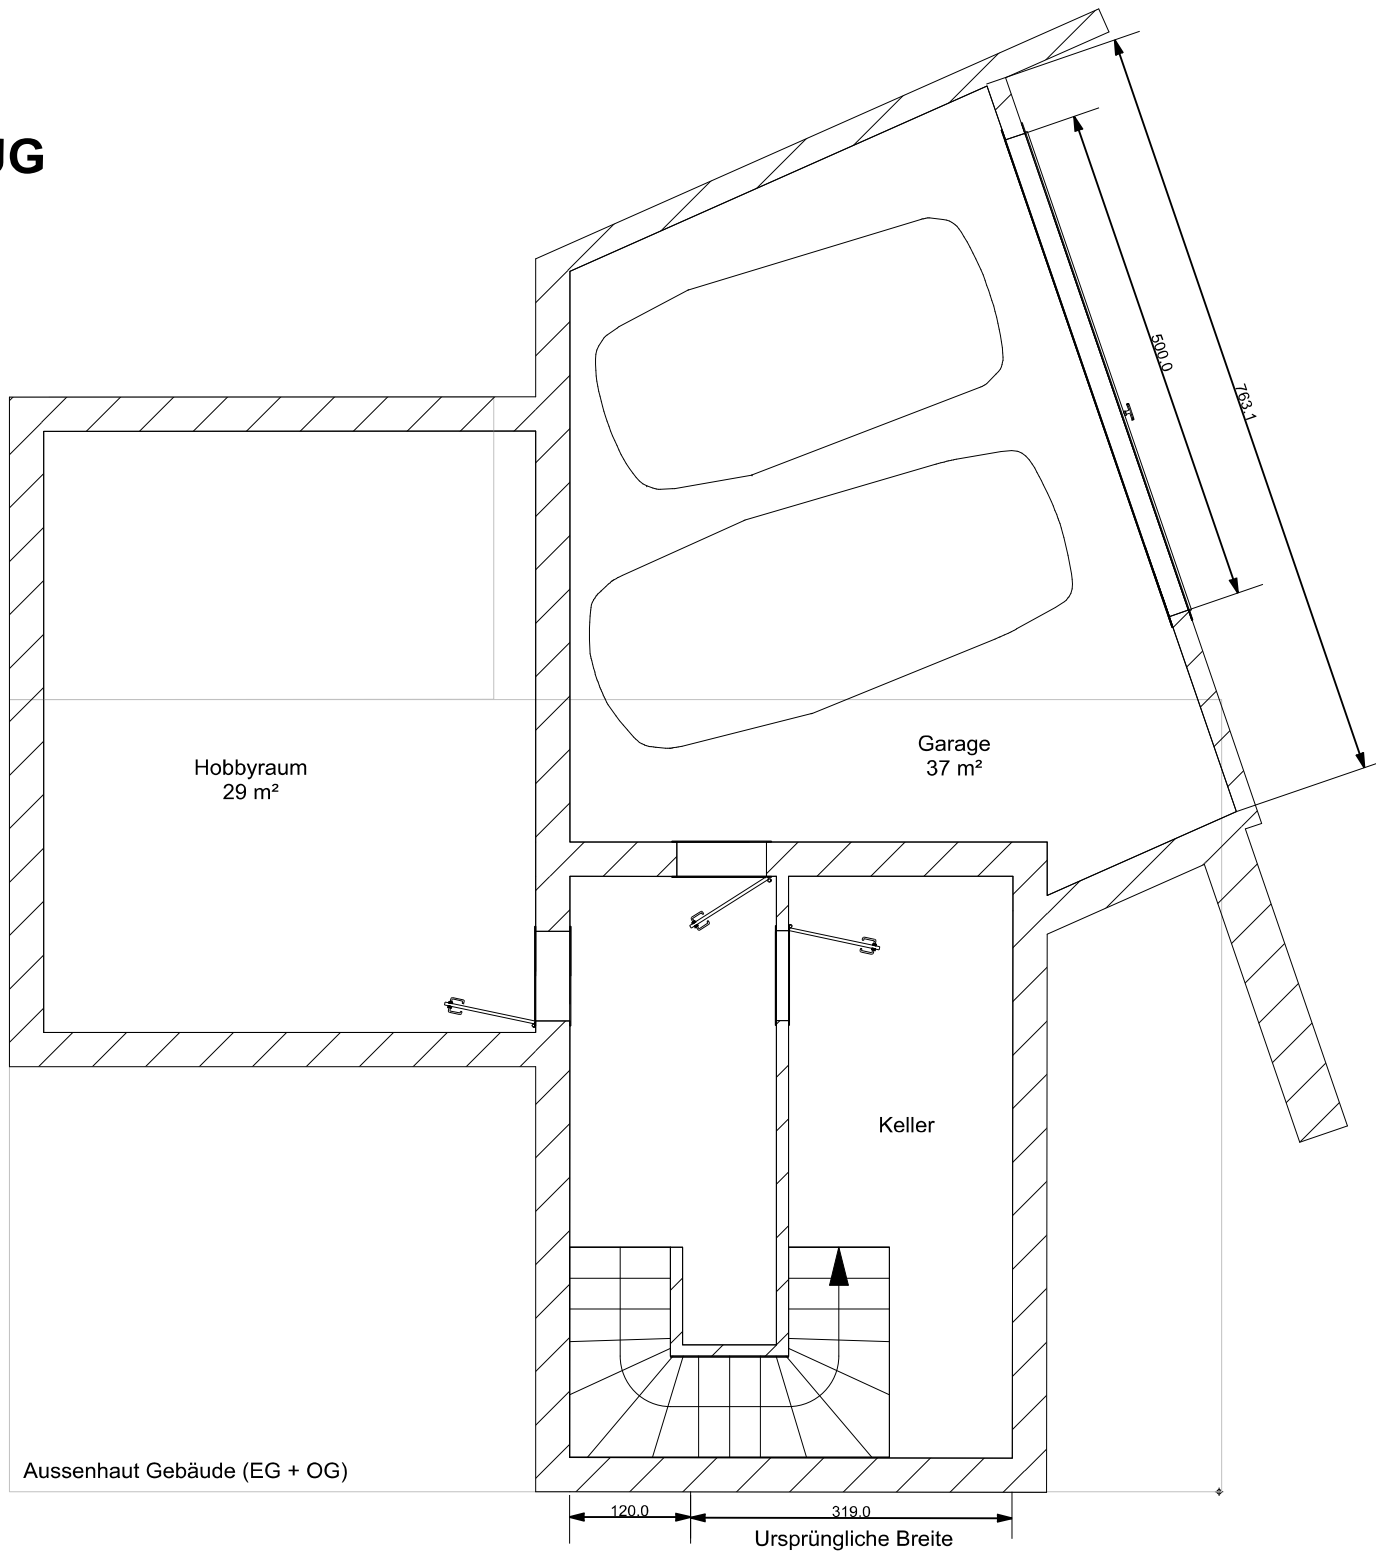 UG
500.0
763.1
Garage
37 m²
Hobbyraum
29 m²
Keller
Aussenhaut Gebäude (EG + OG)
120.0
319.0
Ursprüngliche Breite